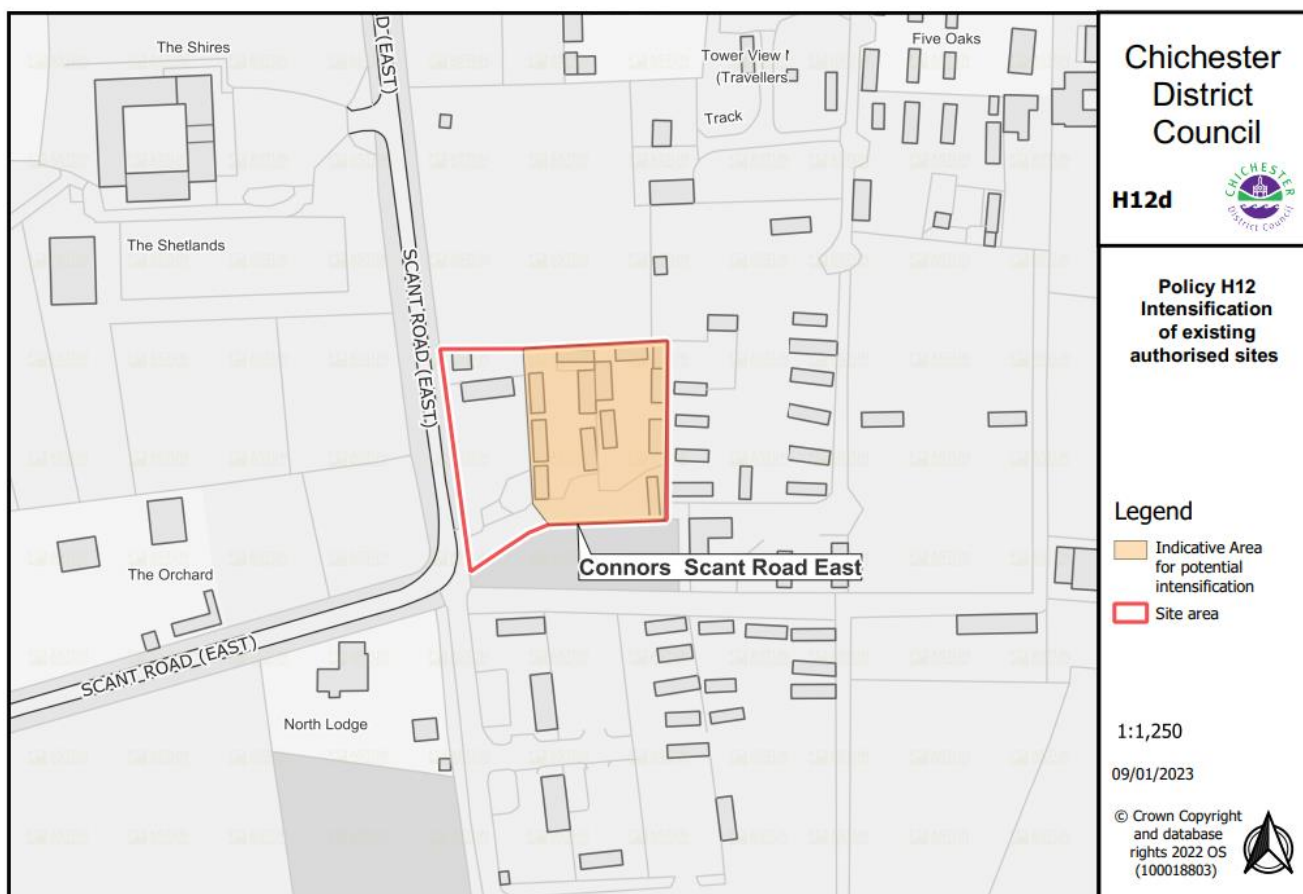 The Shires
D (EAST)
Tower View
(Travellers
Five Oaks
Track
The Shetlands
SCANT ROAD (EAST)
Connors Scant Road East
The Orchard
SCANT ROAD (EAST)
North Lodge
Chichester
District
Council
H12d
CHICHESTER
District Council
Policy H12
Intensification
of existing
authorised sites
Legend
Indicative Area
for potential
intensification
Site area
1:1,250
09/01/2023
© Crown Copyright
and database
rights 2022 OS
(100018803)